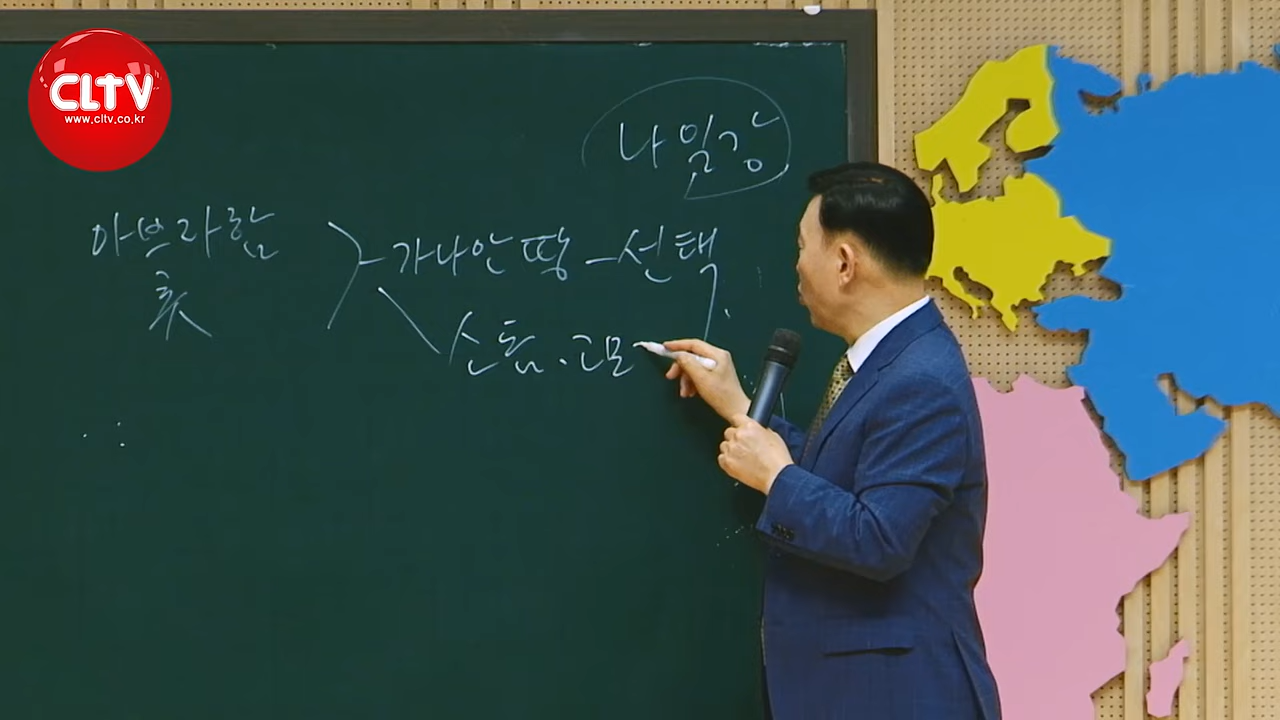 CLTV
www.cltv.co.kr
나일강
아브라함 > 가나안 땅 - 선택
소돔 · 고모